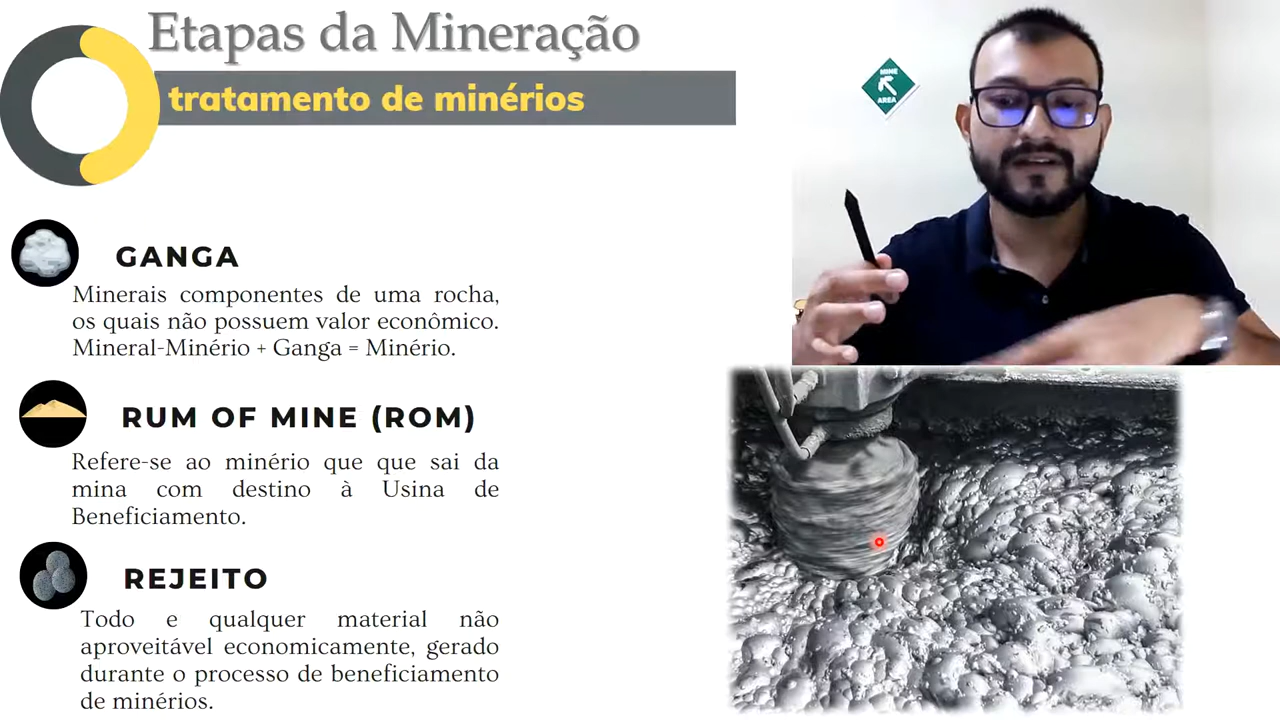 Etapas da Mineração
tratamento de minérios
MINE
AREA
GANGA
Minerais componentes de uma rocha,
os quais não possuem valor econômico.
Mineral-Minério + Ganga = Minério.
RUM OF MINE (ROM)
Refere-se ao minério que que sai da
mina com destino à Usina de
Beneficiamento.
REJEITO
Todo e qualquer material não
aproveitável economicamente, gerado
durante o processo de beneficiamento
de minérios.